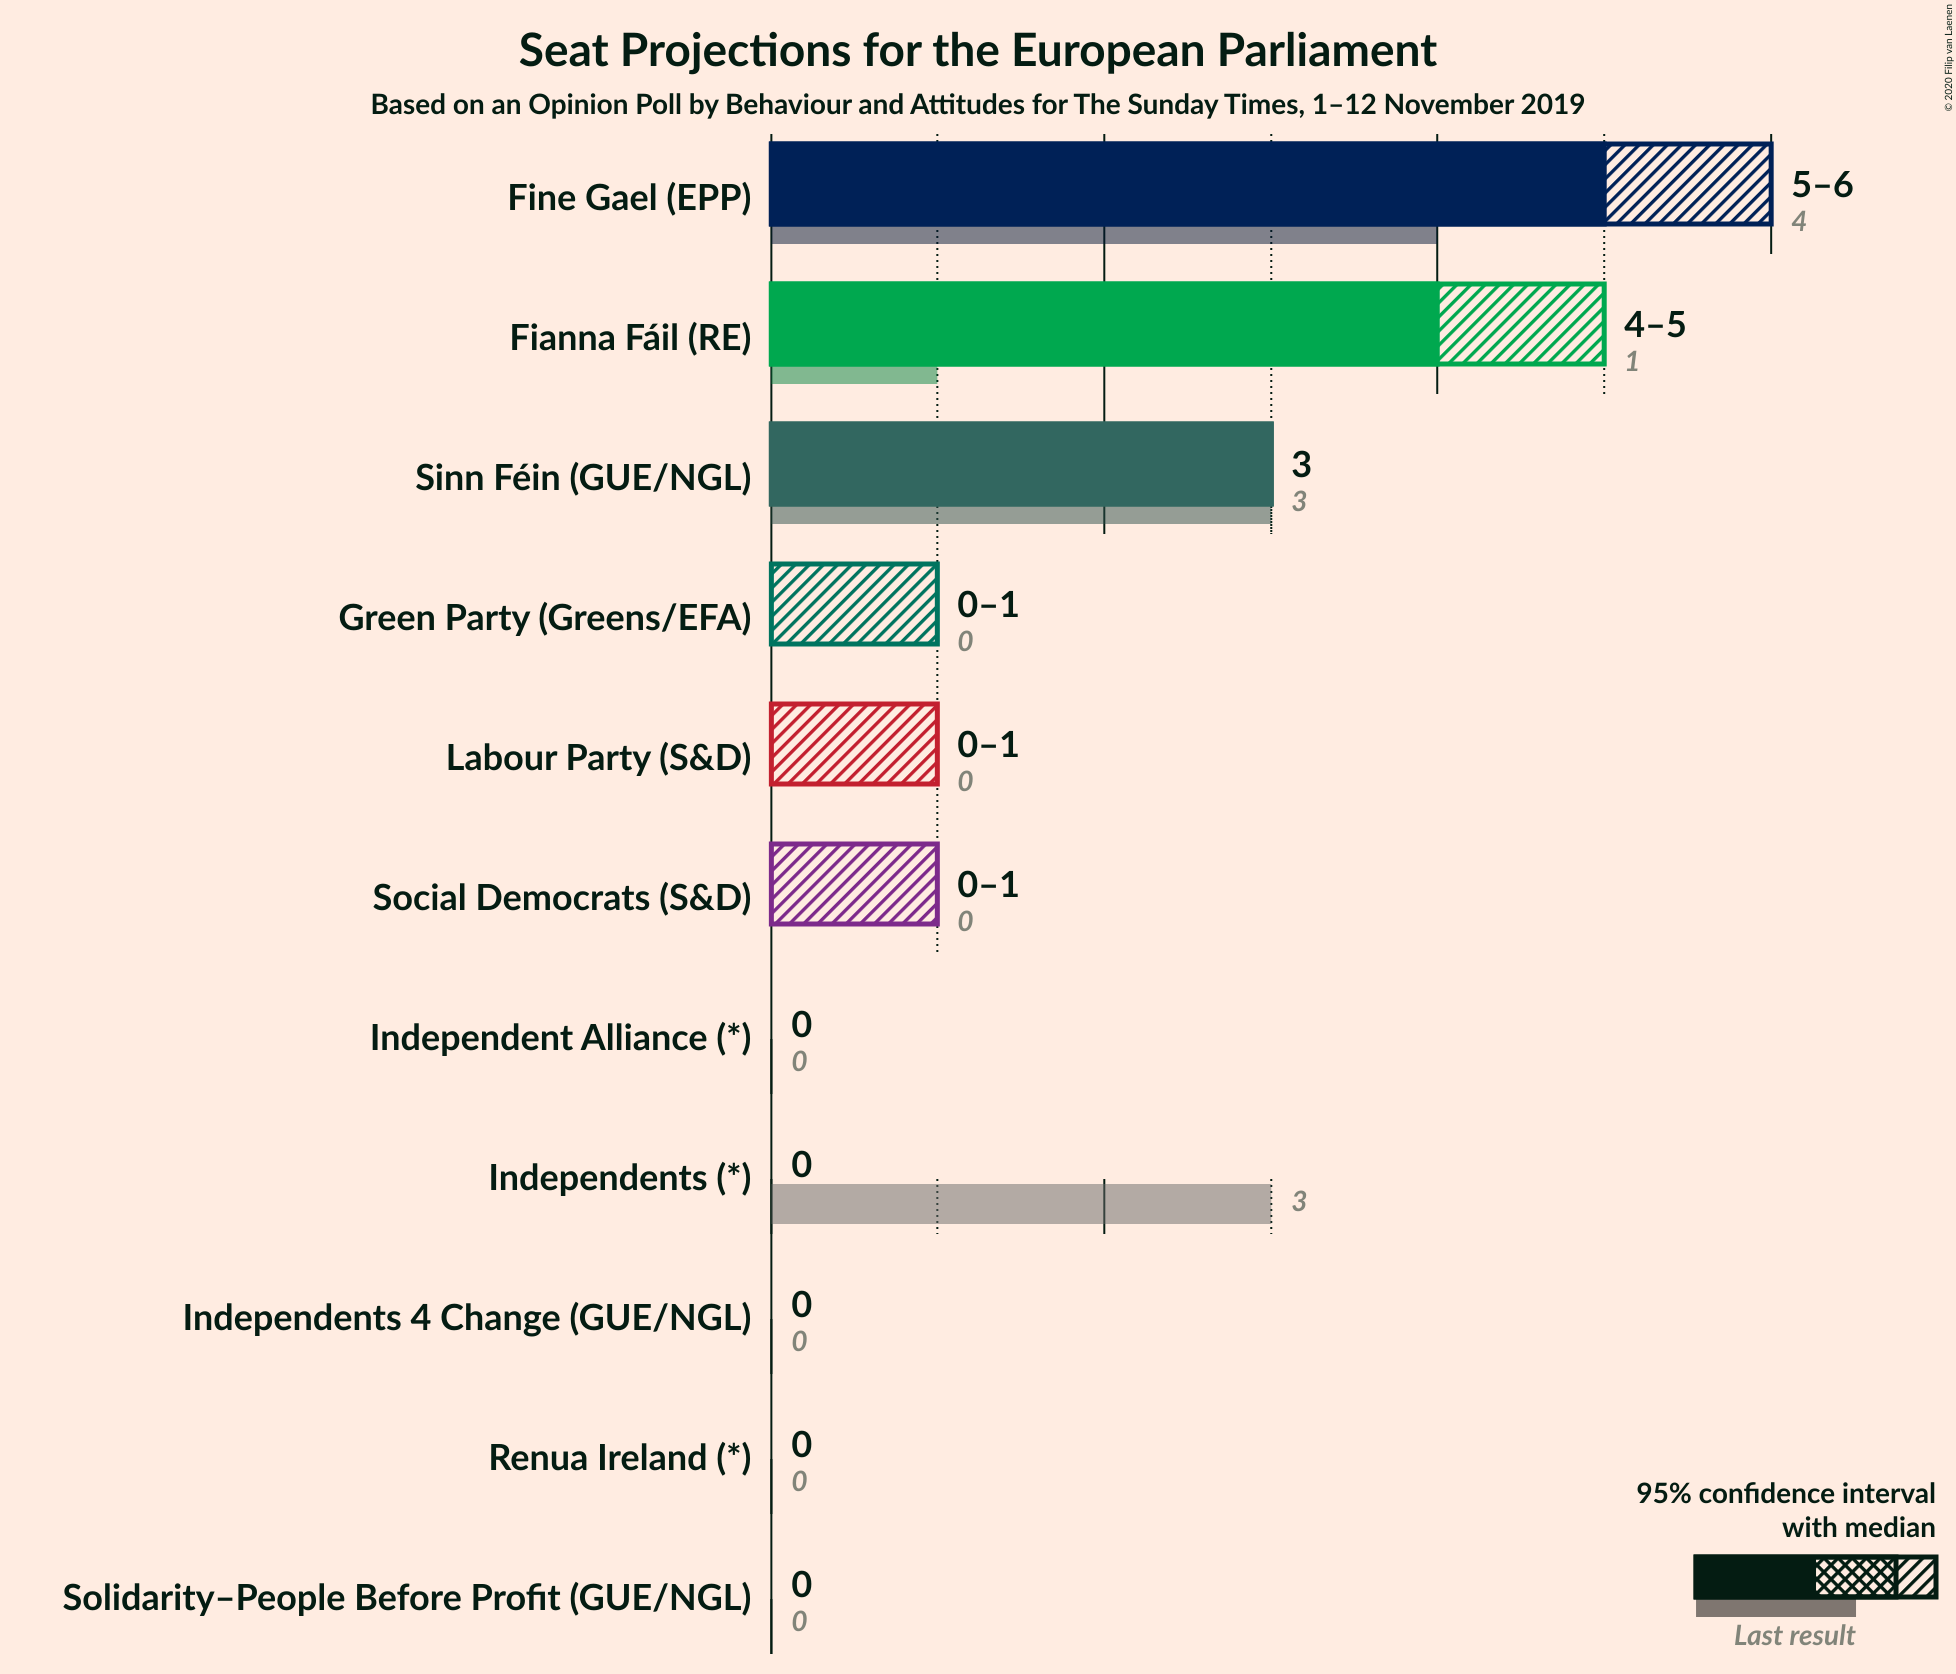 Seat Projections for the European Parliament
Based on an Opinion Poll by Behaviour and Attitudes for The Sunday Times, 1–12 November 2019
© 2020 Filip van Laenen
Fine Gael (EPP)
5–6
4
Fianna Fáil (RE)
4–5
1
Sinn Féin (GUE/NGL)
3
3
Green Party (Greens/EFA)
0–1
0
Labour Party (S&D)
0–1
0
Social Democrats (S&D)
0–1
0
Independent Alliance (*)
0
0
Independents (*)
0
3
Independents 4 Change (GUE/NGL)
0
0
Renua Ireland (*)
0
0
Solidarity–People Before Profit (GUE/NGL)
0
0
95% confidence interval
with median
Last result